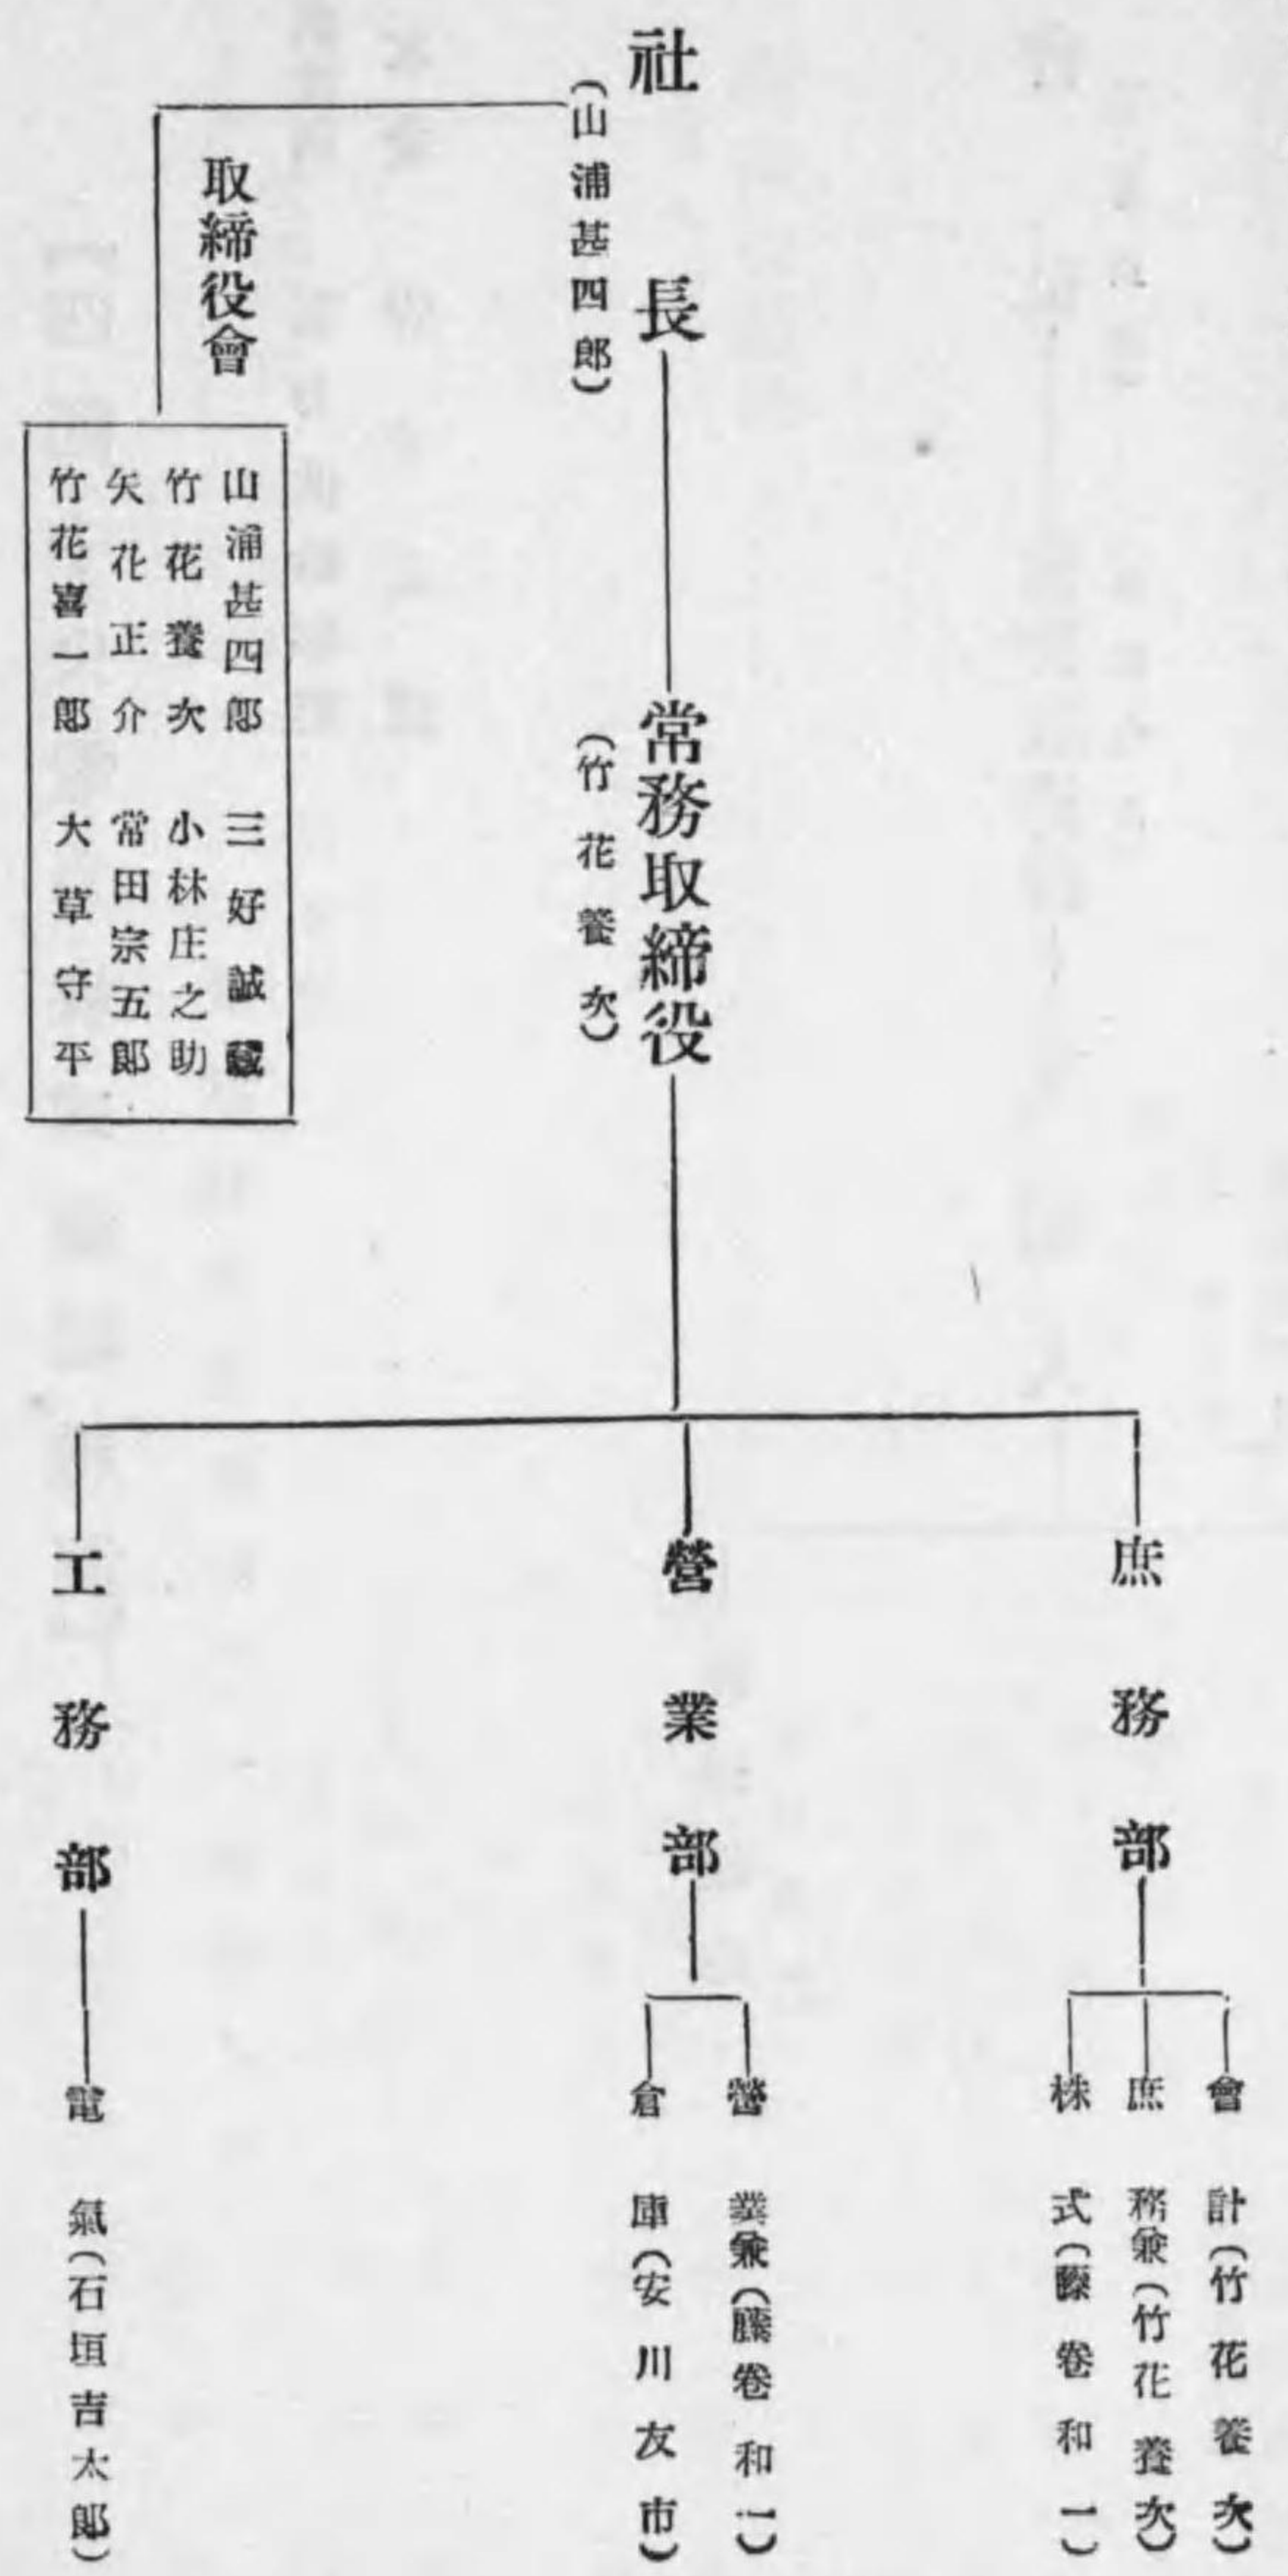 社長
(山浦甚四郎)
取締役會
山浦甚四郎 三好誠藏
竹花養次 小林庄之助
矢花正介 常田宗五郎
竹花喜一郎 大草守平
常務取締役
(竹花養次)
庶務部
會計(竹花養次)
庶務兼(竹花養次)
株式(藤卷和一)
營業部
營業兼(藤卷和一)
倉庫(安川友市)
工務部
電氣(石垣吉太郎)